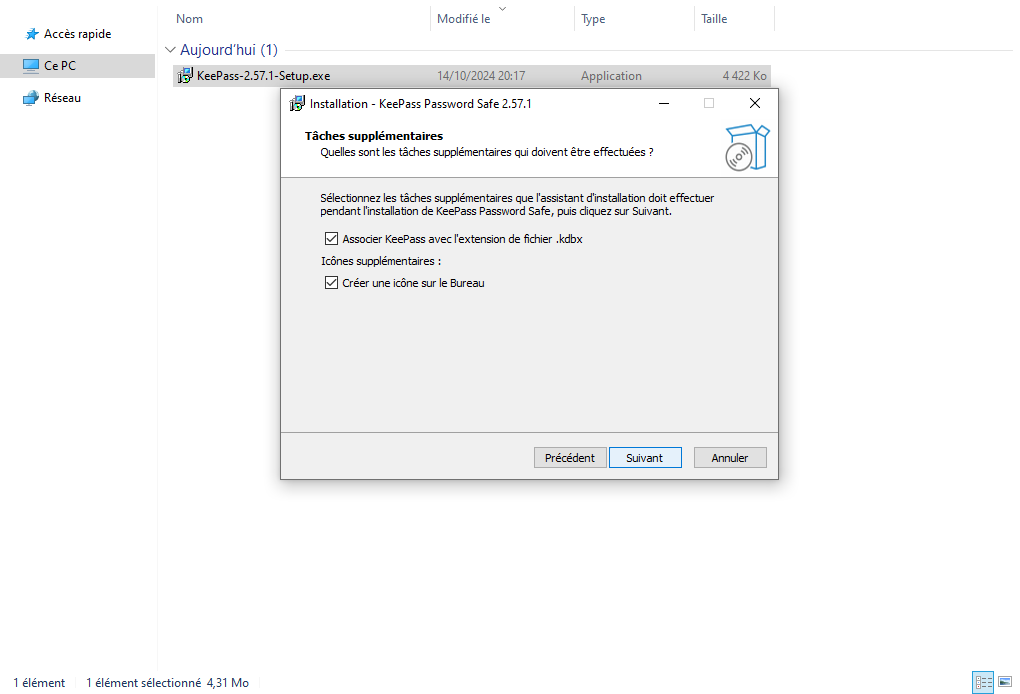 Nom Modifié le Type Taille
Accès rapide
Ce PC
Réseau
Aujourd'hui (1)
KeePass-2.57.1-Setup.exe 14/10/2024 20:17 Application 4 422 Ko
Installation - KeePass Password Safe 2.57.1
Tâches supplémentaires
Quelles sont les tâches supplémentaires qui doivent être effectuées ?
Sélectionnez les tâches supplémentaires que l'assistant d'installation doit effectuer
pendant l'installation de KeePass Password Safe, puis cliquez sur Suivant.
Associer KeePass avec l'extension de fichier .kdbx
Icônes supplémentaires :
Créer une icône sur le Bureau
Précédent Suivant Annuler
1 élément 1 élément sélectionné 4,31 Mo